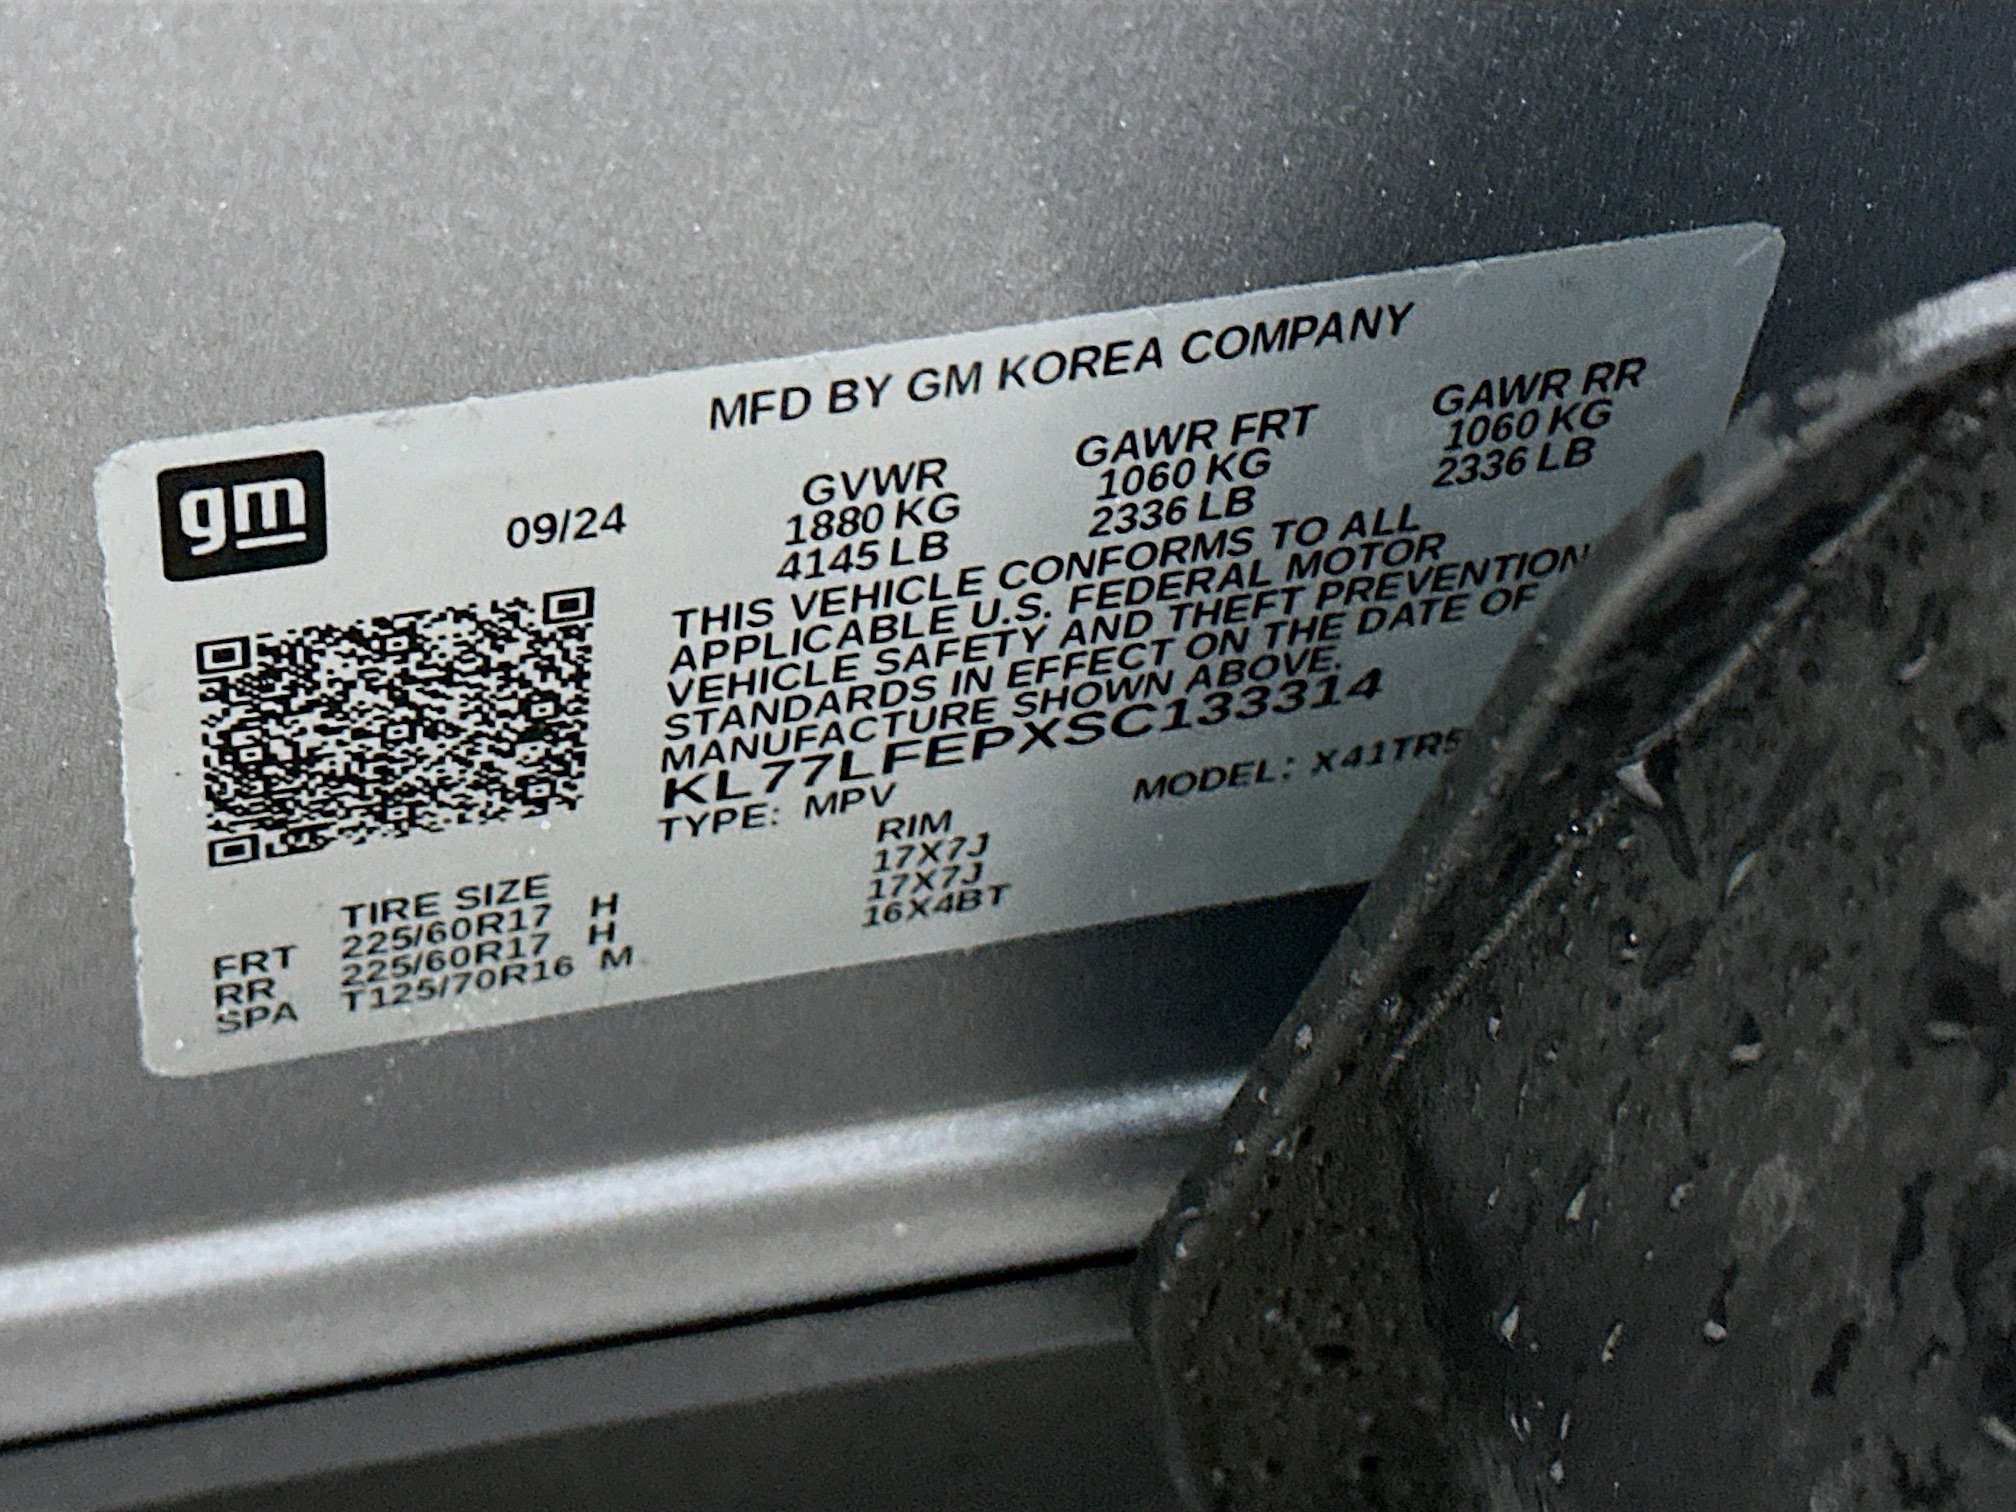 MFD BY GM KOREA COMPANY
gm
09/24
GVWR GAWR FRT GAWR RR
1880 KG 1060 KG 1060 KG
4145 LB 2336 LB 2336 LB
THIS VEHICLE CONFORMS TO ALL
APPLICABLE U.S. FEDERAL MOTOR
VEHICLE SAFETY AND THEFT PREVENTION
STANDARDS IN EFFECT ON THE DATE OF
MANUFACTURE SHOWN ABOVE.
KL77LFEPXSC133314
TYPE: MPV MODEL: X41TR5
TIRE SIZE RIM
FRT 225/60R17 H 17X7J
RR 225/60R17 H 17X7J
SPA T125/70R16 M 16X4BT